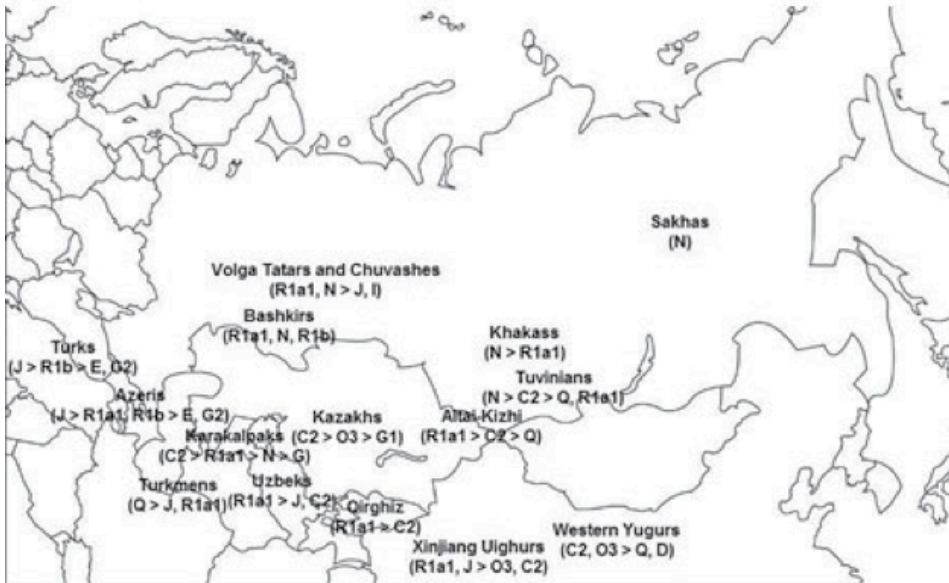 Sakhas
(N)
Volga Tatars and Chuvashes
(R1a1, N > J, I)
Bashkirs
(R1a1, N, R1b)
Khakass
(N > R1a1)
Turks
(J > R1b > E, G2)
Tuvinians
(N > C2 > Q, R1a1)
Azeris
(J > R1a1, R1b > E, G2)
Kazakhs
(C2 > O3 > G1)
Altai-Kizhi
(R1a1 > C2 > Q)
Karakalpaks
(C2 > R1a1 > N > G)
Turkmens
(Q > J, R1a1)
Uzbeks
(R1a1 > J, C2)
Qirghiz
(R1a1 > C2)
Western Yugurs
(C2, O3 > Q, D)
Xinjiang Uighurs
(R1a1, J > O3, C2)